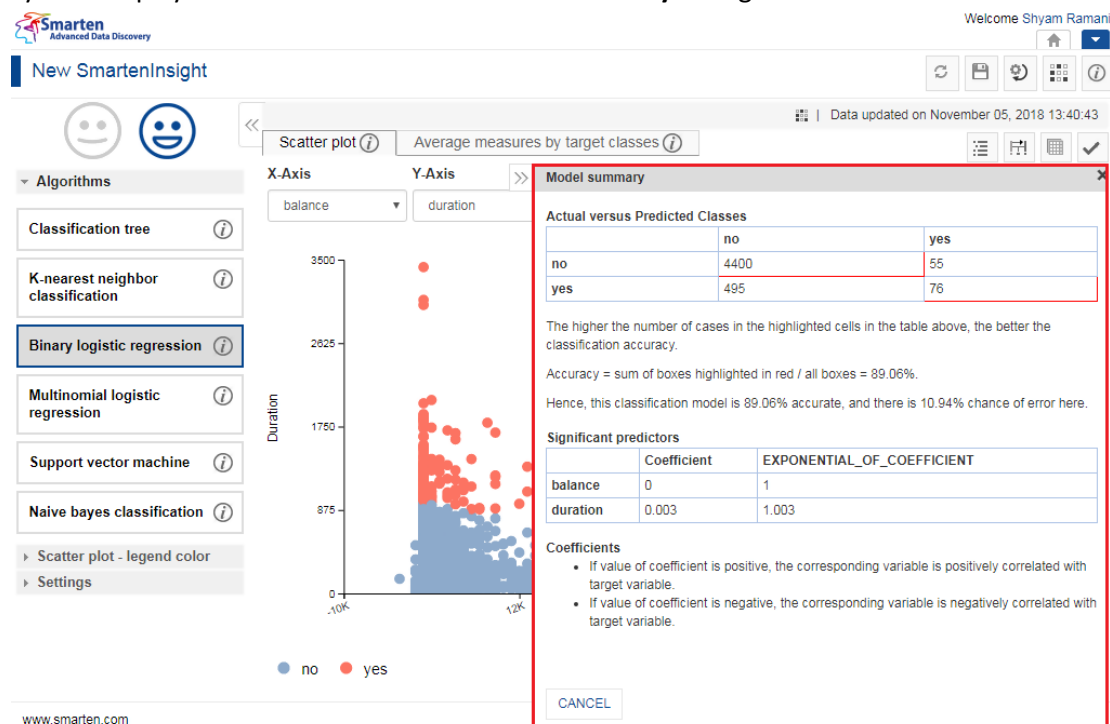 Smarten
Advanced Data Discovery
Welcome Shyam Ramani
New SmartenInsight
Data updated on November 05, 2018 13:40:43
Scatter plot
Average measures by target classes
Algorithms
Classification tree
K-nearest neighbor
classification
Binary logistic regression
Multinomial logistic
regression
Support vector machine
Naive bayes classification
Scatter plot - legend color
Settings
X-Axis
Y-Axis
balance
duration
3500
2625
1750
875
0
-10K
12K
Duration
no
yes
Model summary
Actual versus Predicted Classes
no yes
no 4400 55
yes 495 76
The higher the number of cases in the highlighted cells in the table above, the better the
classification accuracy.
Accuracy = sum of boxes highlighted in red / all boxes = 89.06%.
Hence, this classification model is 89.06% accurate, and there is 10.94% chance of error here.
Significant predictors
Coefficient EXPONENTIAL_OF_COEFFICIENT
balance 0 1
duration 0.003 1.003
Coefficients
If value of coefficient is positive, the corresponding variable is positively correlated with
target variable.
If value of coefficient is negative, the corresponding variable is negatively correlated with
target variable.
CANCEL
www.smarten.com